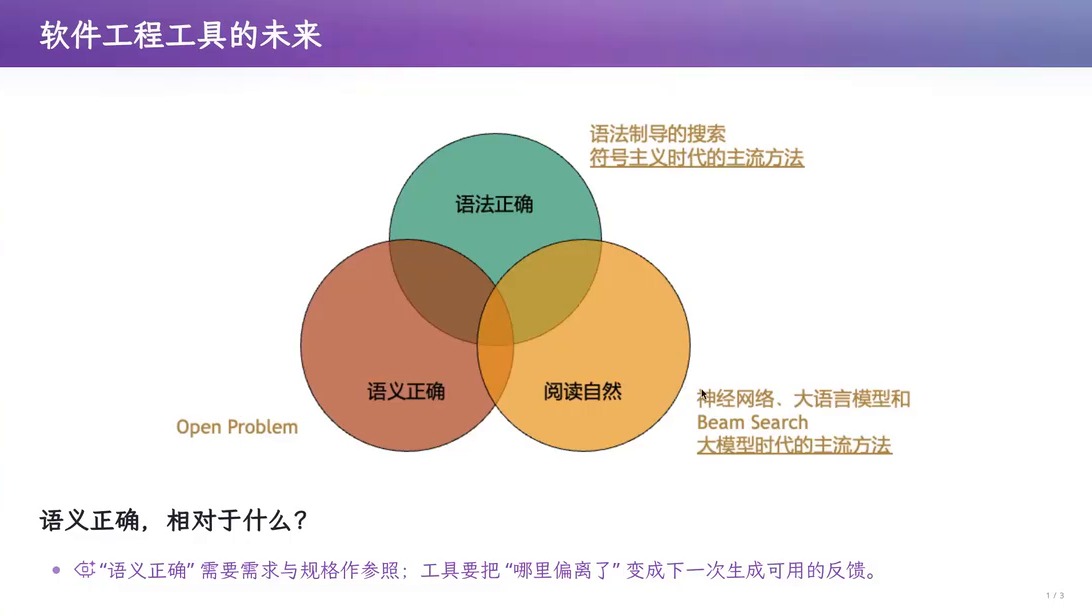 软件工程工具的未来
语法制导的搜索
符号主义时代的主流方法
语法正确
语义正确
阅读自然
神经网络、大语言模型和
Beam Search
大模型时代的主流方法
Open Problem
语义正确，相对于什么？
“语义正确” 需要需求与规格作参照；工具要把 “哪里偏离了” 变成下一次生成可用的反馈。
1 / 3